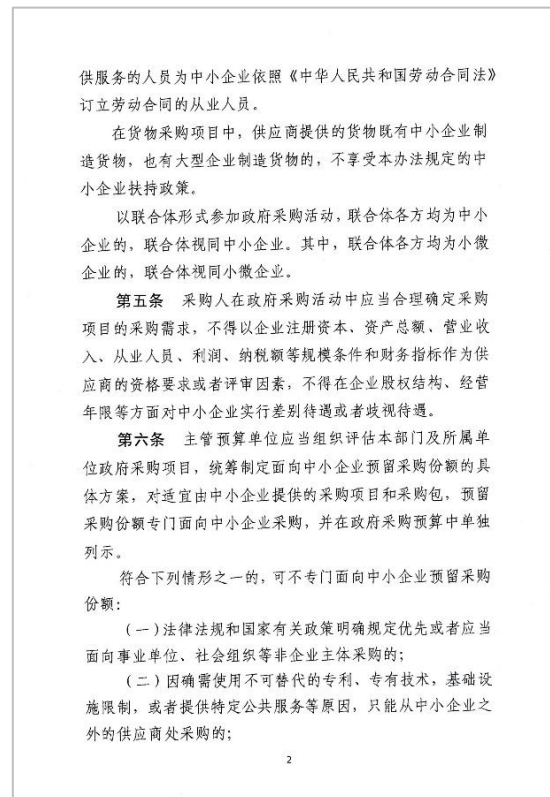 供服务的人员为中小企业依照《中华人民共和国劳动合同法》
订立劳动合同的从业人员。
在货物采购项目中，供应商提供的货物既有中小企业制
造货物，也有大型企业制造货物的，不享受本办法规定的中
小企业扶持政策。
以联合体形式参加政府采购活动，联合体各方均为中小
企业的，联合体视同中小企业。其中，联合体各方均为小微
企业的，联合体视同小微企业。
第五条 采购人在政府采购活动中应当合理确定采购
项目的采购需求，不得以企业注册资本、资产总额、营业收
入、从业人员、利润、纳税额等规模条件和财务指标作为供
应商的资格要求或者评审因素，不得在企业股权结构、经营
年限等方面对中小企业实行差别待遇或者歧视待遇。
第六条 主管预算单位应当组织评估本部门及所属单
位政府采购项目，统筹制定面向中小企业预留采购份额的具
体方案，对适宜由中小企业提供的采购项目和采购包，预留
采购份额专门面向中小企业采购，并在政府采购预算中单独
列示。
符合下列情形之一的，可不专门面向中小企业预留采购
份额：
（一）法律法规和国家有关政策明确规定优先或者应当
面向事业单位、社会组织等非企业主体采购的；
（二）因确需使用不可替代的专利、专有技术，基础设
施限制，或者提供特定公共服务等原因，只能从中小企业之
外的供应商处采购的；
2